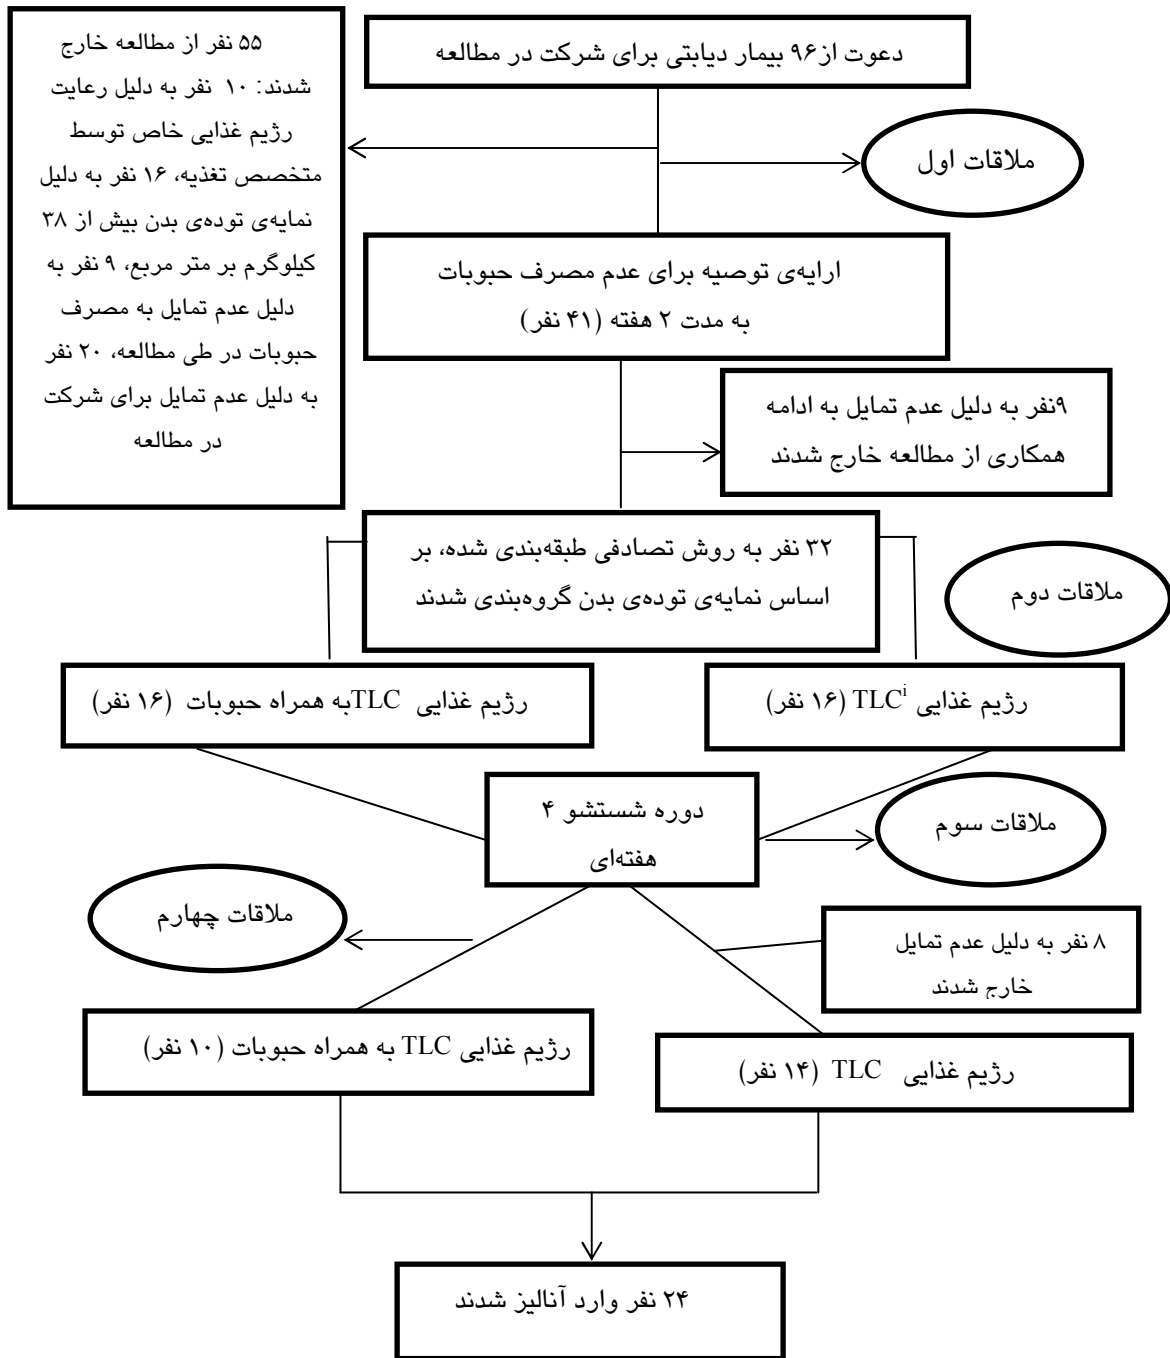 دعوت از۹۶ بیمار دیابتی برای شرکت در مطالعه
۵۵ نفر از مطالعه خارج
شدند: ۱۰ نفر به دلیل رعایت
رژیم غذایی خاص توسط
متخصص تغذیه، ۱۶ نفر به دلیل
نمایه‌ی توده‌ی بدن بیش از ۳۸
کیلوگرم بر متر مربع، ۹ نفر به
دلیل عدم تمایل به مصرف
حبوبات در طی مطالعه، ۲۰ نفر
به دلیل عدم تمایل برای شرکت
در مطالعه
ملاقات اول
ارایه‌ی توصیه برای عدم مصرف حبوبات
به مدت ۲ هفته (۴۱ نفر)
۹نفر به دلیل عدم تمایل به ادامه
همکاری از مطالعه خارج شدند
۳۲ نفر به روش تصادفی طبقه‌بندی شده، بر
اساس نمایه‌ی توده‌ی بدن گروه‌بندی شدند
ملاقات دوم
رژیم غذایی TLCⁱ (۱۶ نفر)
رژیم غذایی TLCبه همراه حبوبات (۱۶ نفر)
دوره شستشو ۴
هفته‌ای
ملاقات سوم
ملاقات چهارم
۸ نفر به دلیل عدم تمایل
خارج شدند
رژیم غذایی TLC (۱۴ نفر)
رژیم غذایی TLC به همراه حبوبات (۱۰ نفر)
۲۴ نفر وارد آنالیز شدند